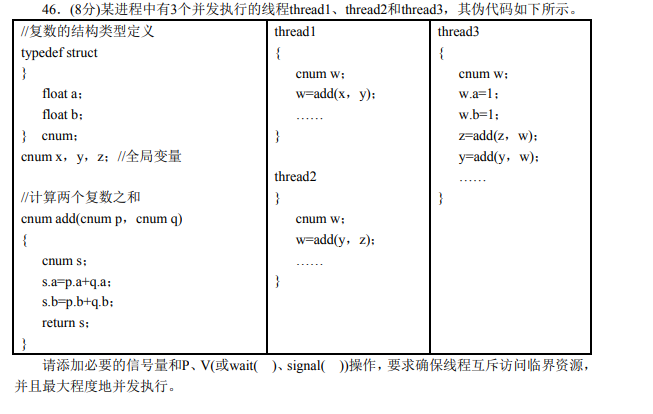 46．(8分)某进程中有3个并发执行的线程thread1、thread2和thread3，其伪代码如下所示。
//复数的结构类型定义
typedef struct
}
float a;
float b;
} cnum;
cnum x，y，z；//全局变量
//计算两个复数之和
cnum add(cnum p，cnum q)
{
cnum s;
s.a=p.a+q.a;
s.b=p.b+q.b;
return s;
}
thread1
{
cnum w;
w=add(x，y);
……
}
thread2
}
cnum w;
w=add(y，z);
……
}
thread3
{
cnum w;
w.a=1;
w.b=1;
z=add(z，w);
y=add(y，w);
……
}
请添加必要的信号量和P、V(或wait( )、signal( ))操作，要求确保线程互斥访问临界资源，
并且最大程度地并发执行。